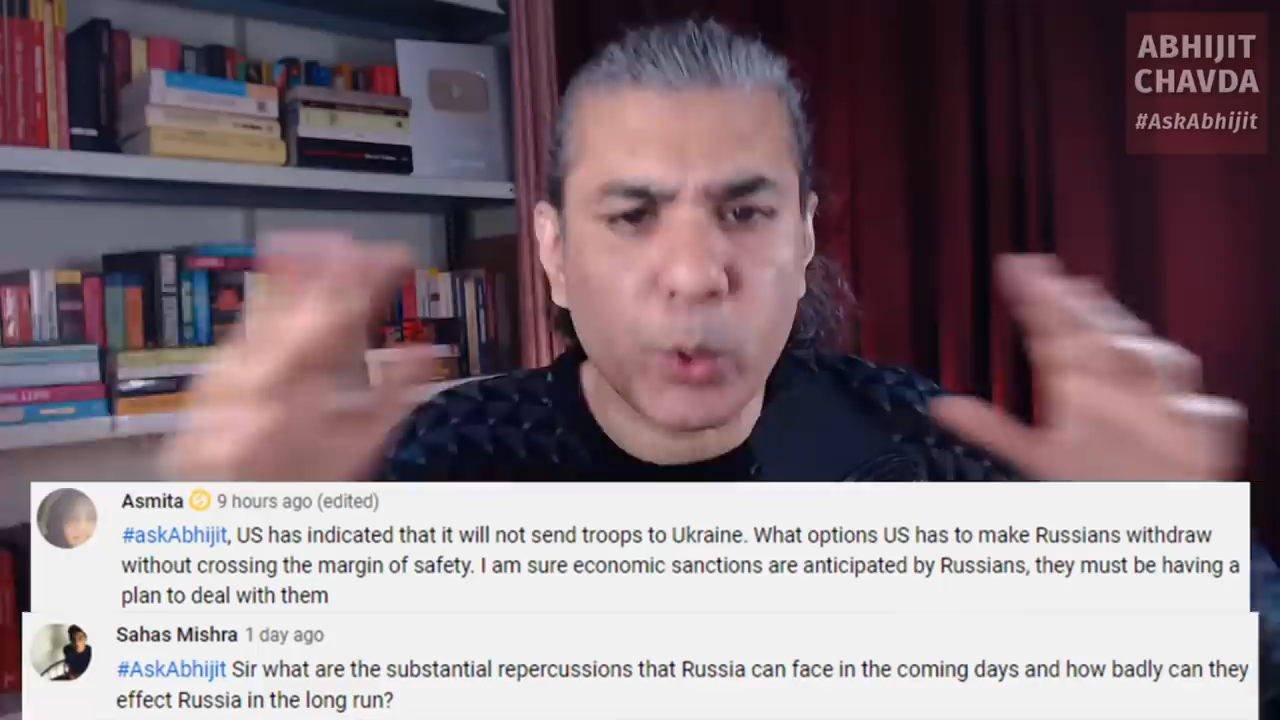 ABHIJIT
CHAVDA
#AskAbhijit
Asmita 9 hours ago (edited)
#askAbhijit, US has indicated that it will not send troops to Ukraine. What options US has to make Russians withdraw
without crossing the margin of safety. I am sure economic sanctions are anticipated by Russians, they must be having a
plan to deal with them
Sahas Mishra 1 day ago
#AskAbhijit Sir what are the substantial repercussions that Russia can face in the coming days and how badly can they
effect Russia in the long run?